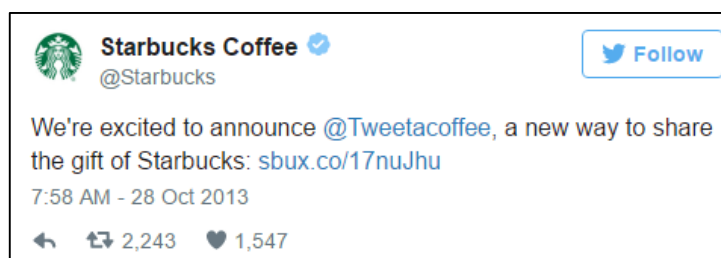 Starbucks Coffee
Follow
@Starbucks
We're excited to announce @Tweetacoffee, a new way to share
the gift of Starbucks: sbux.co/17nuJhu
7:58 AM - 28 Oct 2013
2,243 1,547